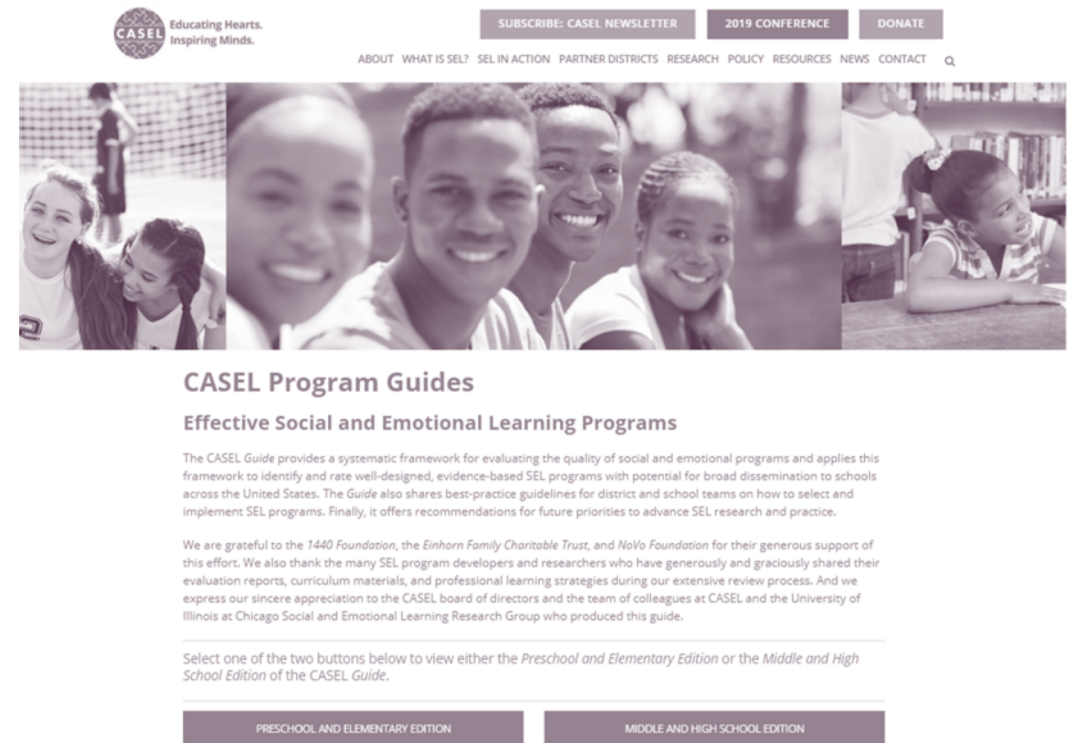 CASEL
Educating Hearts.
Inspiring Minds.
SUBSCRIBE: CASEL NEWSLETTER
2019 CONFERENCE
DONATE
ABOUT WHAT IS SEL? SEL IN ACTION PARTNER DISTRICTS RESEARCH POLICY RESOURCES NEWS CONTACT
2
CASEL Program Guides
Effective Social and Emotional Learning Programs
The CASEL Guide provides a systematic framework for evaluating the quality of social and emotional programs and applies this
framework to identify and rate well-designed, evidence-based SEL programs with potential for broad dissemination to schools
across the United States. The Guide also shares best-practice guidelines for district and school teams on how to select and
implement SEL programs. Finally, it offers recommendations for future priorities to advance SEL research and practice.
We are grateful to the 1440 Foundation, the Einhorn Family Charitable Trust, and NoVo Foundation for their generous support of
this effort. We also thank the many SEL program developers and researchers who have generously and graciously shared their
evaluation reports, curriculum materials, and professional learning strategies during our extensive review process. And we
express our sincere appreciation to the CASEL board of directors and the team of colleagues at CASEL and the University of
Illinois at Chicago Social and Emotional Learning Research Group who produced this guide.
Select one of the two buttons below to view either the Preschool and Elementary Edition or the Middle and High
School Edition of the CASEL Guide.
PRESCHOOL AND ELEMENTARY EDITION
MIDDLE AND HIGH SCHOOL EDITION